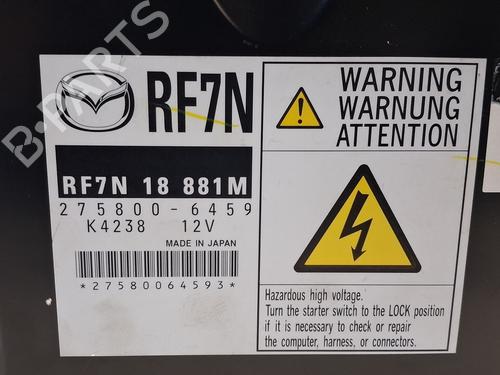 B-PARTS
RF7N
RF7N 18 881M
275800-6459
K4238 12V
MADE IN JAPAN
*27580064593*
WARNING
WARNUNG
ATTENTION
Hazardous high voltage.
Turn the starter switch to the LOCK position
if it is necessary to check or repair
the computer, harness, or connectors.